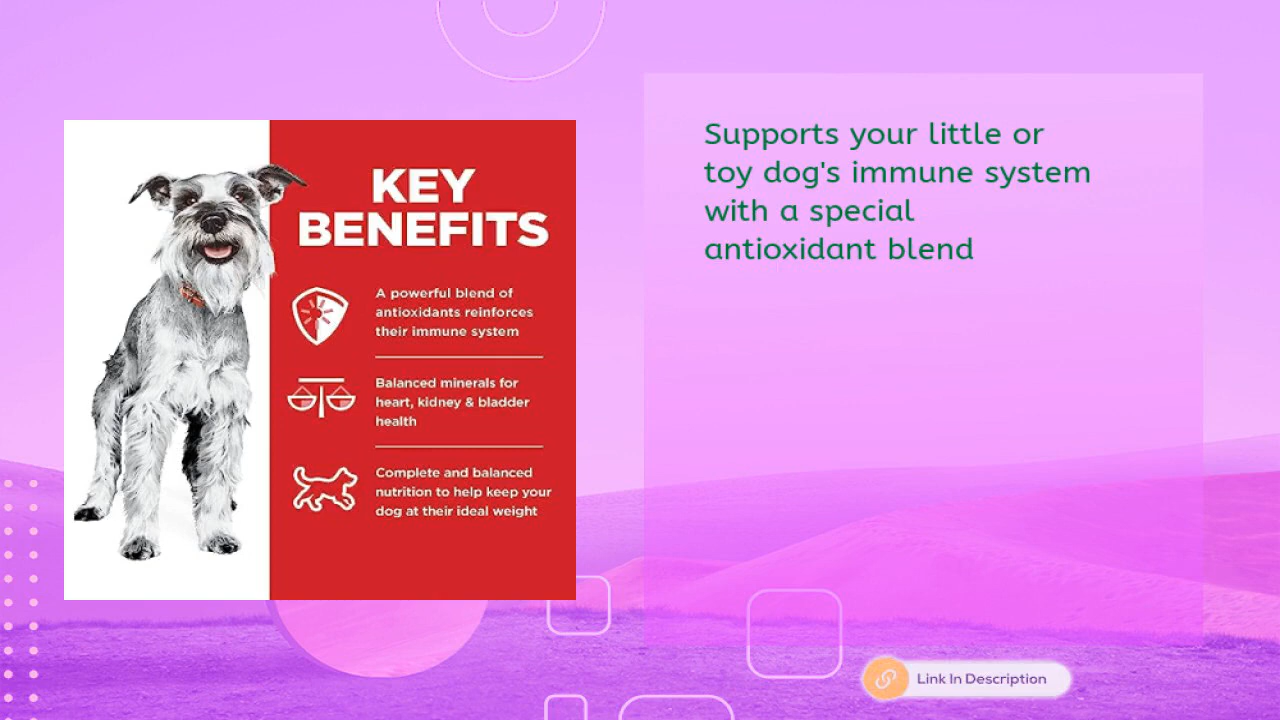 KEY
BENEFITS
A powerful blend of
antioxidants reinforces
their immune system
Balanced minerals for
heart, kidney & bladder
health
Complete and balanced
nutrition to help keep your
dog at their ideal weight
Supports your little or
toy dog's immune system
with a special
antioxidant blend
Link In Description